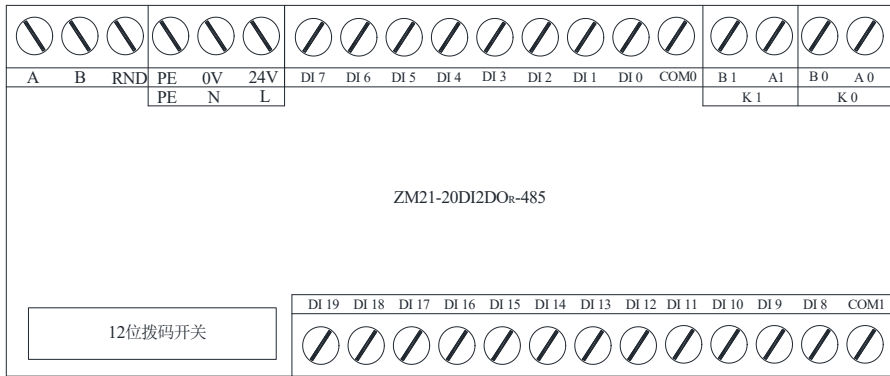 A B RND PE 0V 24V DI 7 DI 6 DI 5 DI 4 DI 3 DI 2 DI 1 DI 0 COM0 B 1 A1 B 0 A 0
PE N L K 1 K 0
ZM21-20DI2DOR-485
DI 19 DI 18 DI 17 DI 16 DI 15 DI 14 DI 13 DI 12 DI 11 DI 10 DI 9 DI 8 COM1
12位拨码开关